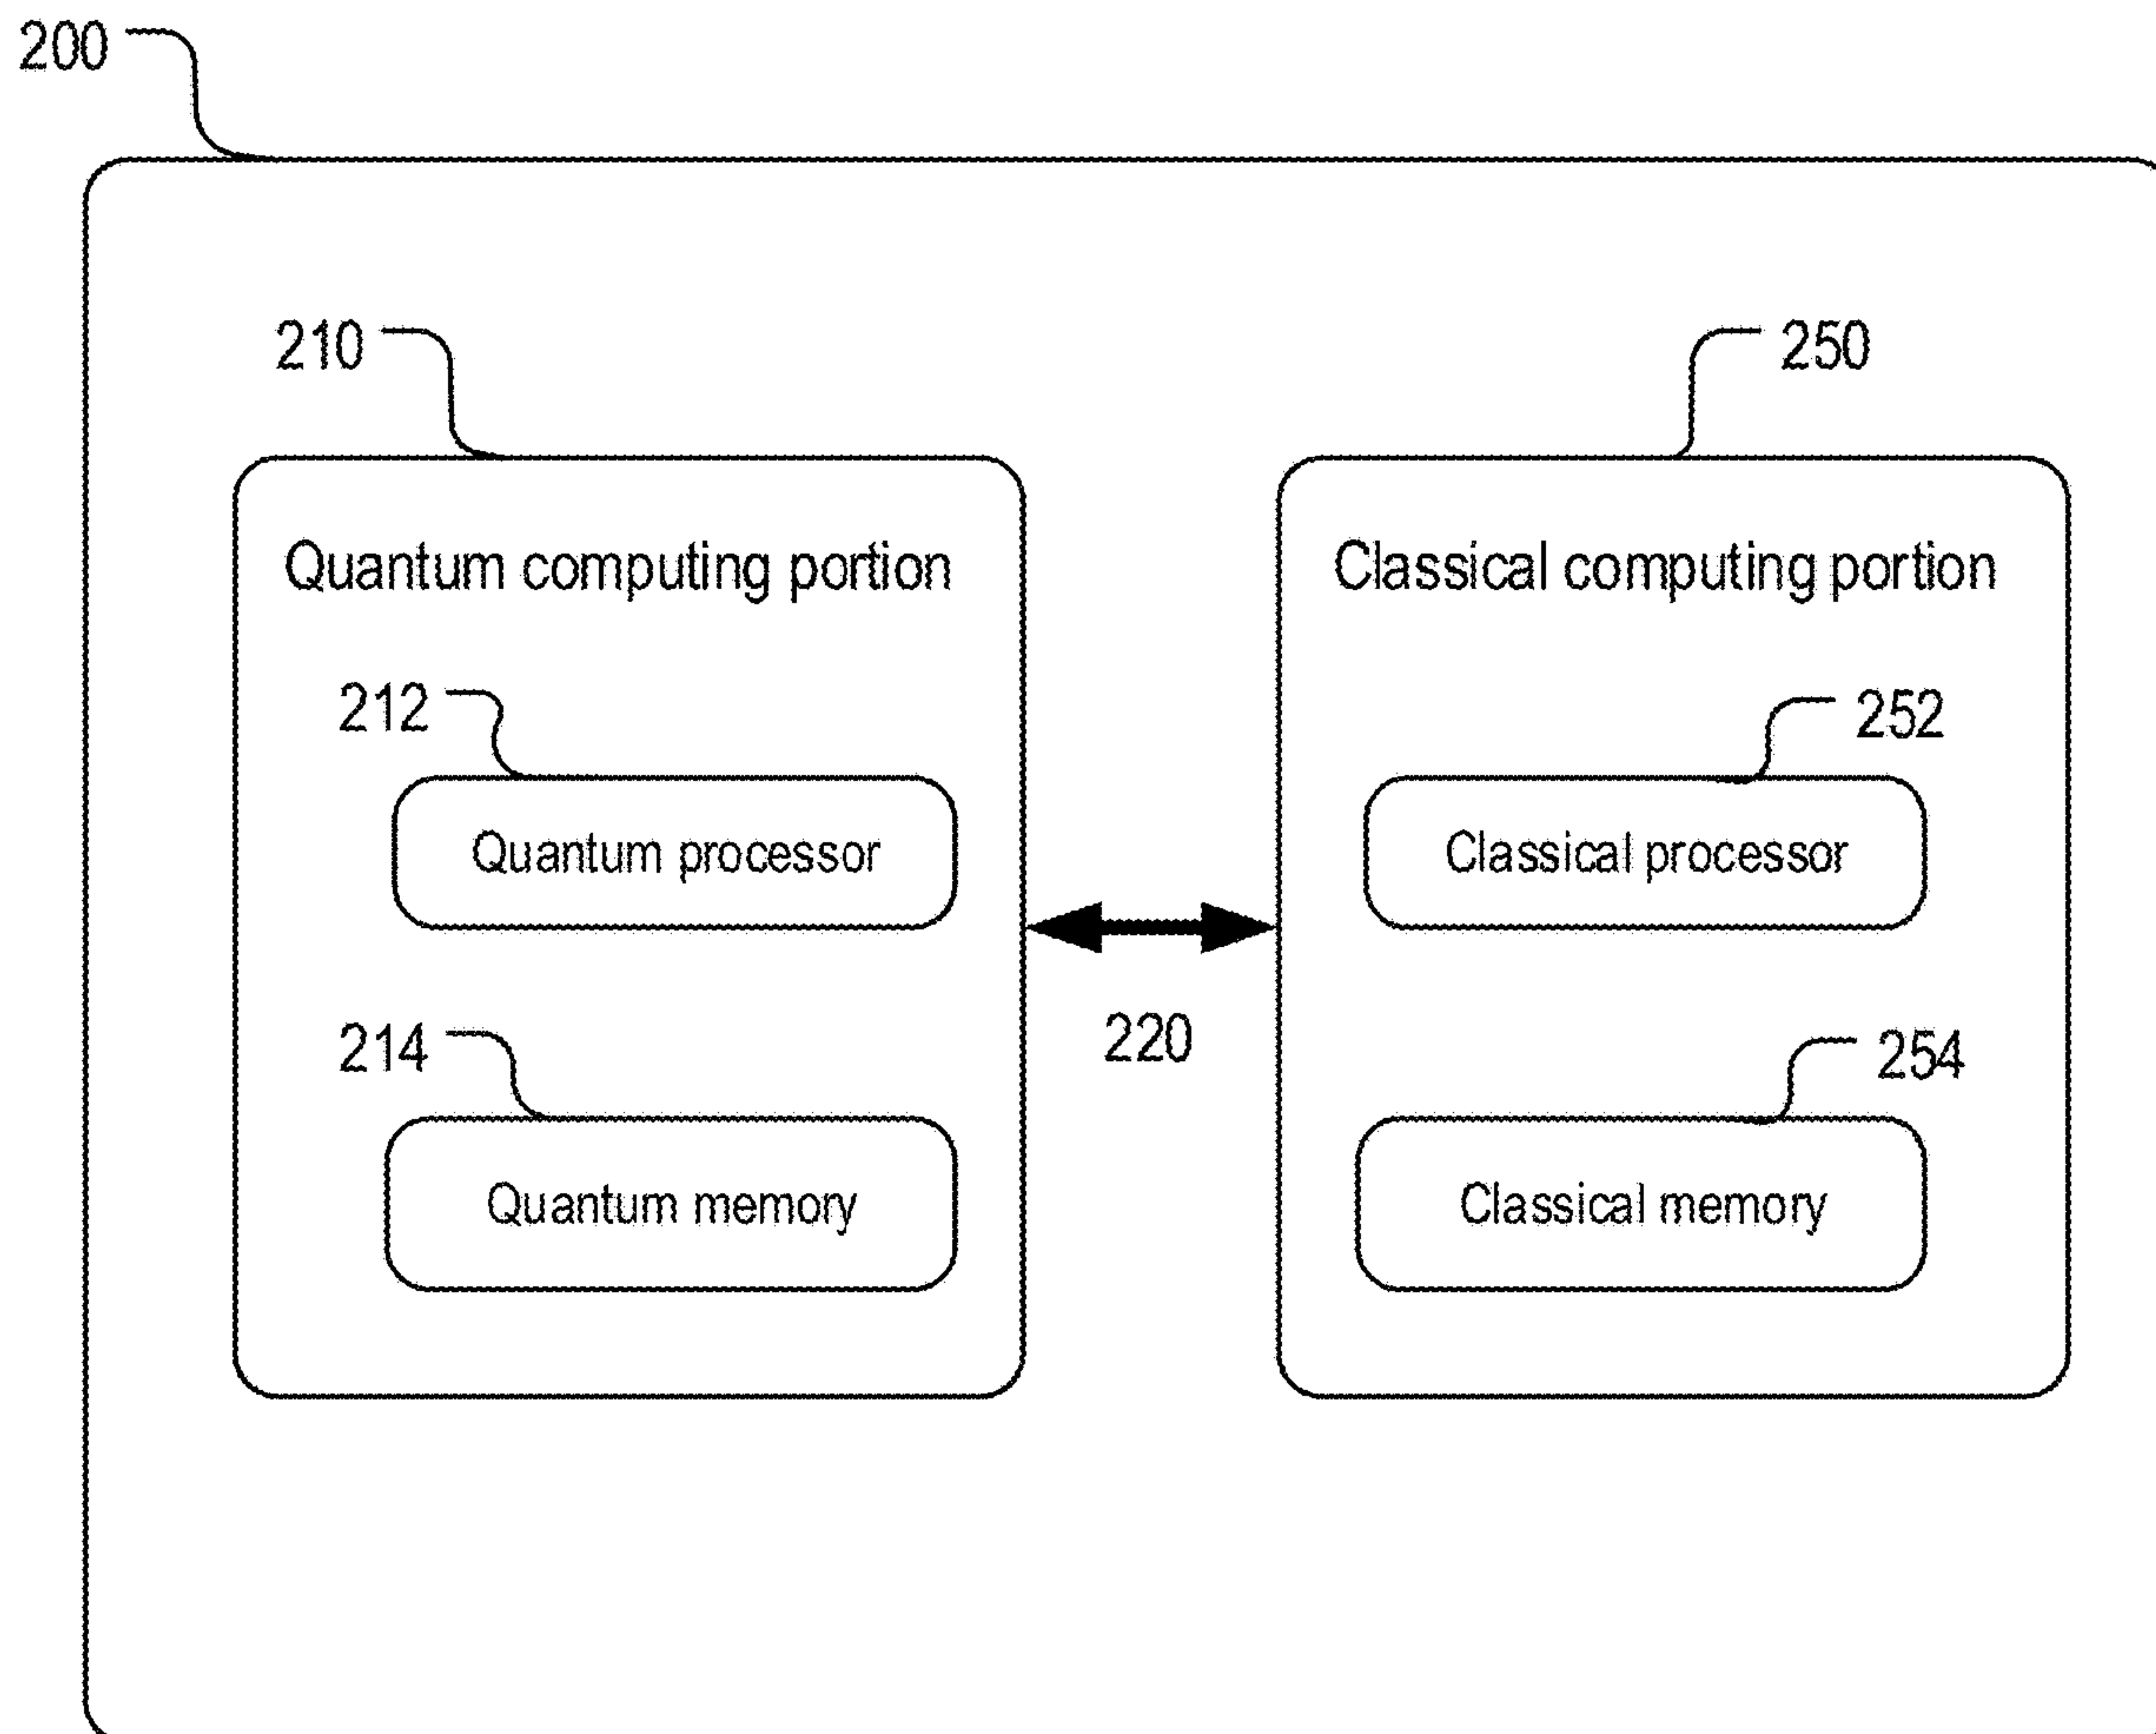 200
210
250
Quantum computing portion
Classical computing portion
212
252
Quantum processor
Classical processor
220
214
254
Quantum memory
Classical memory